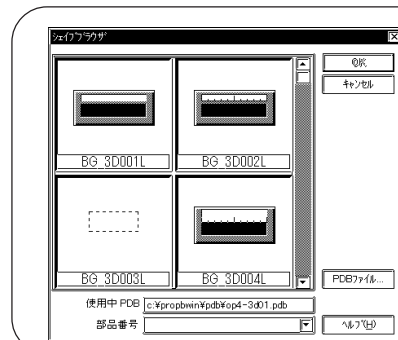 シェイプブラウザ
OK
キャンセル
BG_3D001L
BG_3D002L
BG_3D003L
BG_3D004L
PDBファイル...
使用中 PDB
c:¥propbwin¥pdb¥op4-3d01.pdb
部品番号
ヘルプ(H)